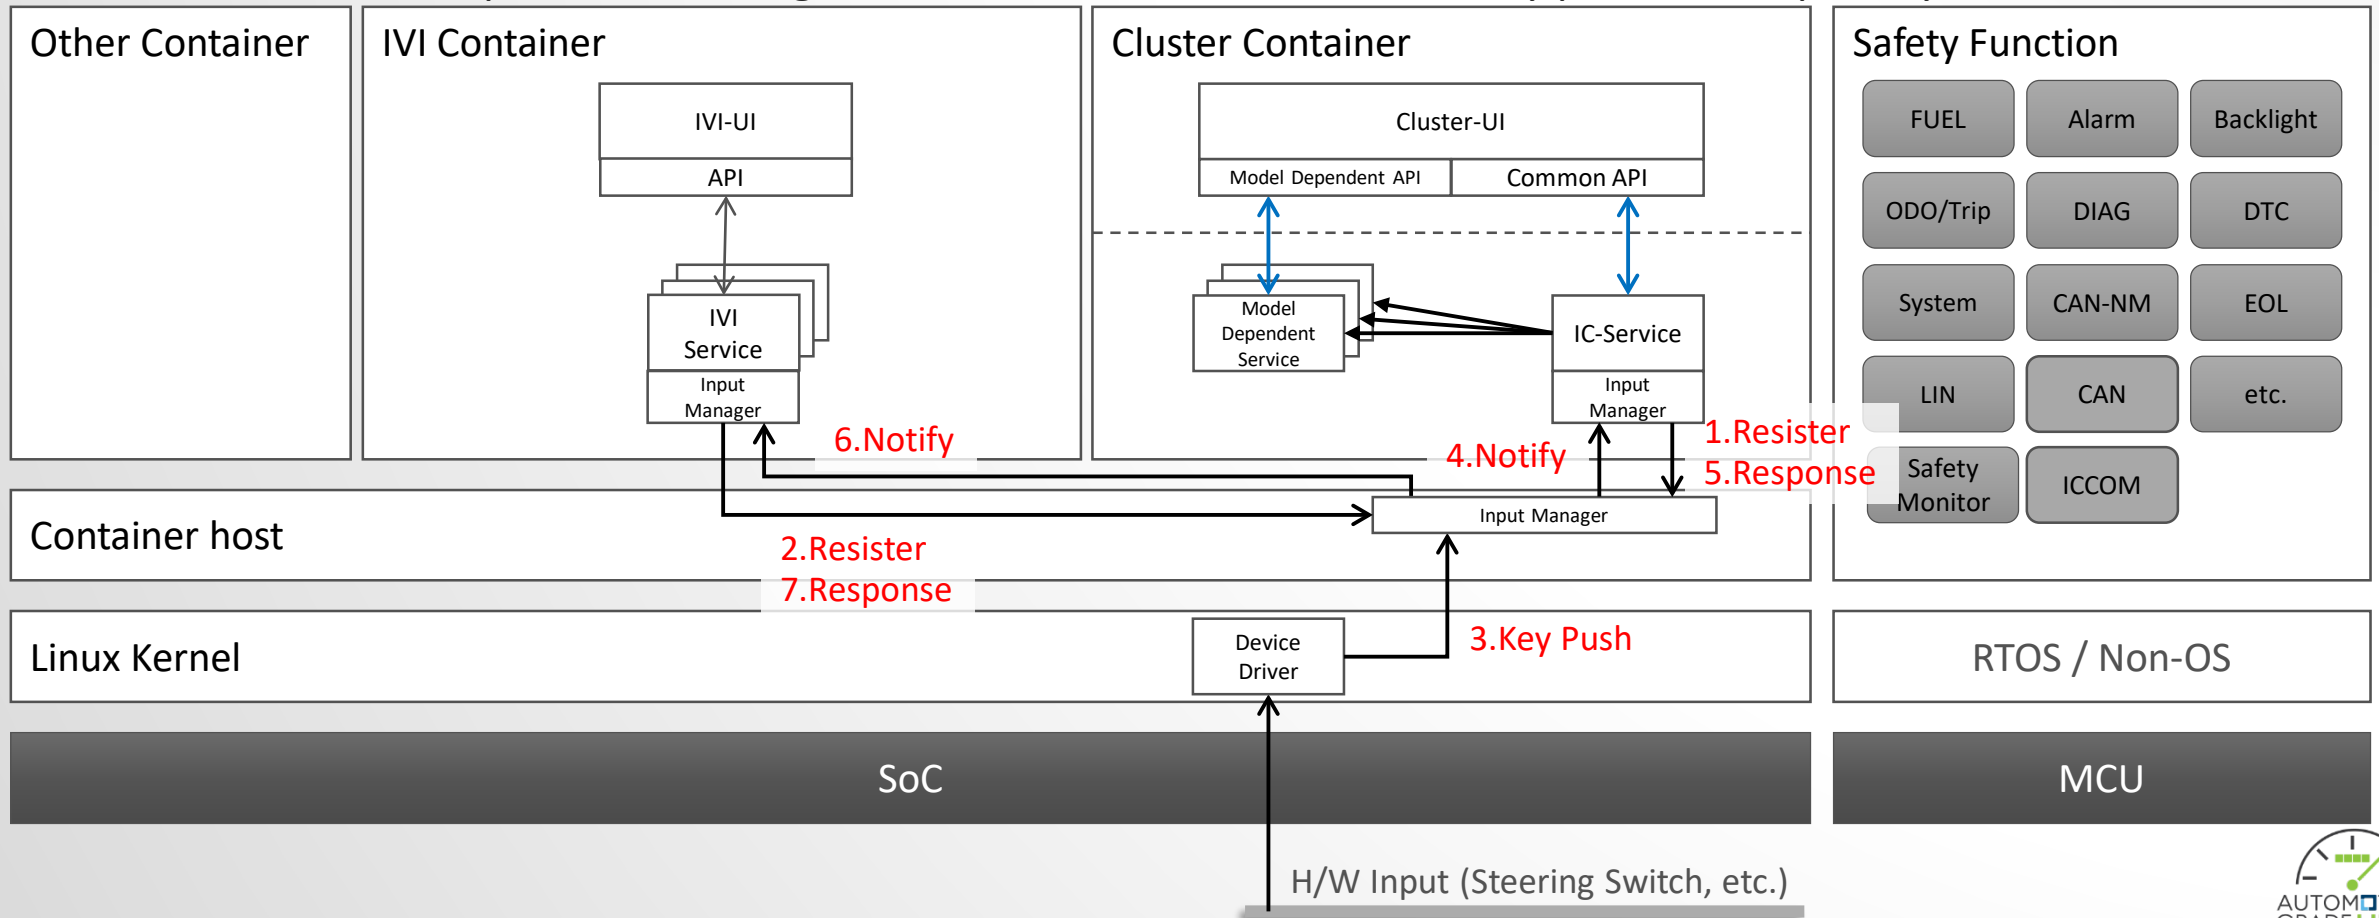 Other Container
IVI Container
Cluster Container
Safety Function
IVI-UI
API
IVI
Service
Input
Manager
Cluster-UI
Model Dependent API
Common API
Model
Dependent
Service
IC-Service
Input
Manager
FUEL
Alarm
Backlight
ODO/Trip
DIAG
DTC
System
CAN-NM
EOL
LIN
CAN
etc.
Safety
Monitor
ICCOM
6.Notify
4.Notify
1.Resister
5.Response
Container host
Input Manager
2.Resister
7.Response
Linux Kernel
Device
Driver
3.Key Push
RTOS / Non-OS
SoC
MCU
H/W Input (Steering Switch, etc.)